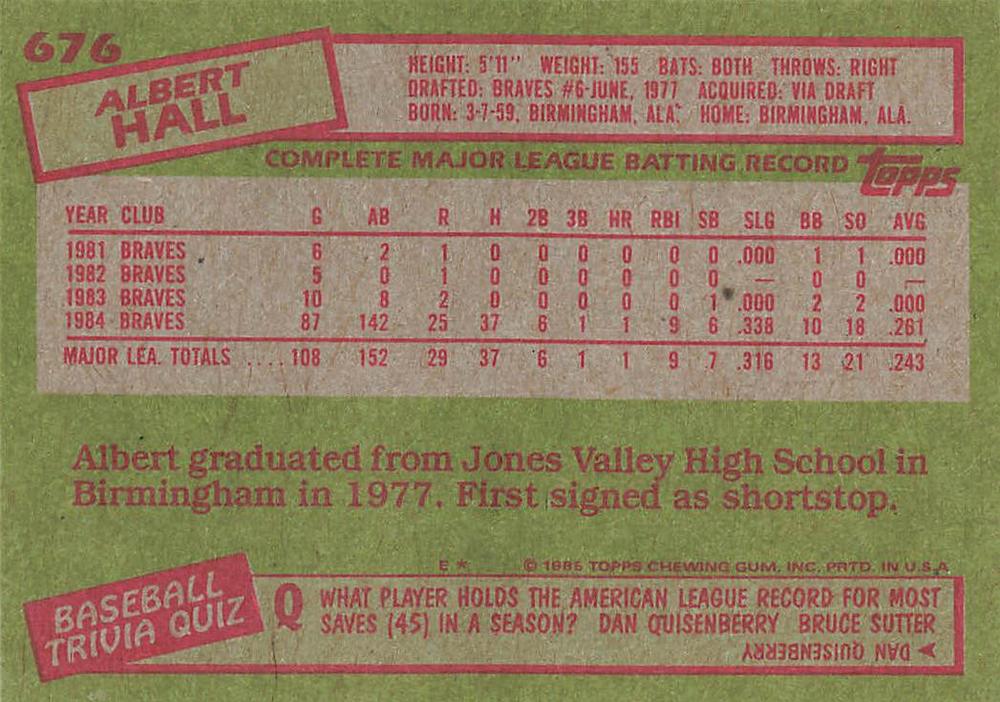 676
ALBERT
HALL
HEIGHT: 5'11" WEIGHT: 155 BATS: BOTH THROWS: RIGHT
DRAFTED: BRAVES #6-JUNE, 1977 ACQUIRED: VIA DRAFT
BORN: 3-7-59, BIRMINGHAM, ALA. HOME: BIRMINGHAM, ALA.
COMPLETE MAJOR LEAGUE BATTING RECORD topps
YEAR CLUB G AB R H 2B 3B HR RBI SB SLG BB SO AVG
1981 BRAVES 6 2 1 0 0 0 0 0 0 .000 1 1 .000
1982 BRAVES 5 0 1 0 0 0 0 0 0 — 0 0 —
1983 BRAVES 10 8 2 0 0 0 0 0 1 .000 2 2 .000
1984 BRAVES 87 142 25 37 6 1 1 9 6 .338 10 18 .261
MAJOR LEA. TOTALS .... 108 152 29 37 6 1 1 9 7 .316 13 21 .243
Albert graduated from Jones Valley High School in
Birmingham in 1977. First signed as shortstop.
E * © 1985 TOPPS CHEWING GUM, INC. PRTD. IN U.S.A.
BASEBALL
TRIVIA QUIZ
Q WHAT PLAYER HOLDS THE AMERICAN LEAGUE RECORD FOR MOST
SAVES (45) IN A SEASON? DAN QUISENBERRY BRUCE SUTTER
DAN QUISENBERRY